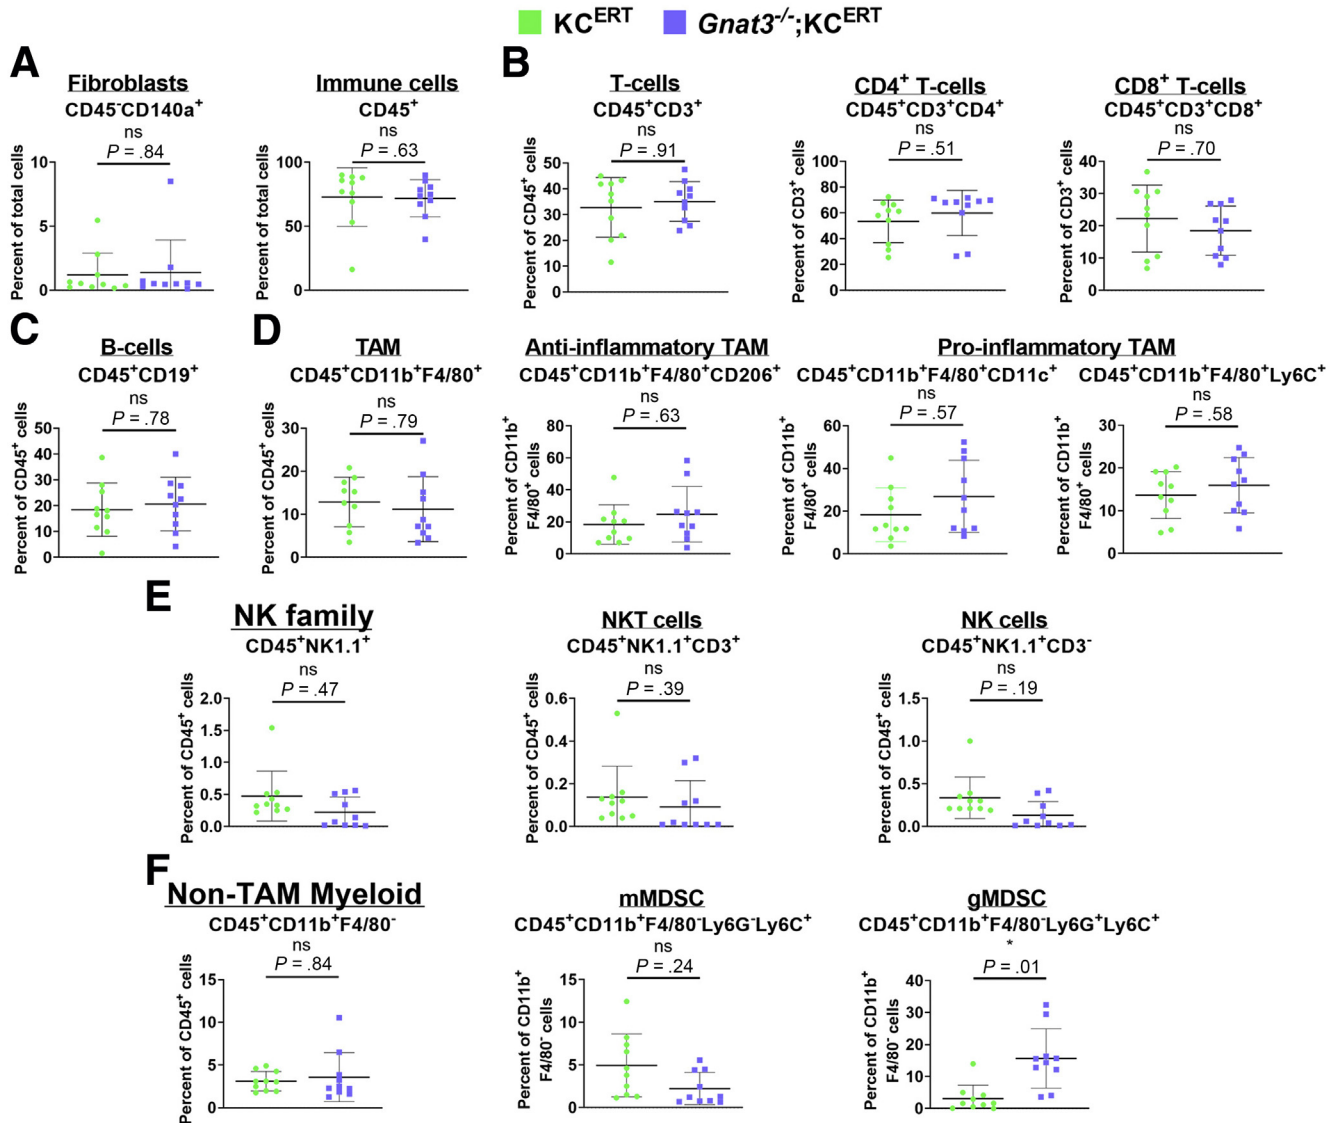 KC^ERT Gnat3^-/-;KC^ERT
A
Fibroblasts
CD45^-CD140a^+
ns
P = .84
Percent of total cells
10
5
0
Immune cells
CD45^+
ns
P = .63
Percent of total cells
100
50
0
B
T-cells
CD45^+CD3^+
ns
P = .91
Percent of CD45^+ cells
50
40
30
20
10
0
CD4^+ T-cells
CD45^+CD3^+CD4^+
ns
P = .51
Percent of CD3^+ cells
100
80
60
40
20
0
CD8^+ T-cells
CD45^+CD3^+CD8^+
ns
P = .70
Percent of CD3^+ cells
40
30
20
10
0
C
B-cells
CD45^+CD19^+
ns
P = .78
Percent of CD45^+ cells
50
40
30
20
10
0
D
TAM
CD45^+CD11b^+F4/80^+
ns
P = .79
Percent of CD45^+ cells
30
20
10
0
Anti-inflammatory TAM
CD45^+CD11b^+F4/80^+CD206^+
ns
P = .63
Percent of CD11b^+
F4/80^+ cells
80
60
40
20
0
Pro-inflammatory TAM
CD45^+CD11b^+F4/80^+CD11c^+
ns
P = .57
Percent of CD11b^+
F4/80^+ cells
60
40
20
0
CD45^+CD11b^+F4/80^+Ly6C^+
ns
P = .58
Percent of CD11b^+
F4/80^+ cells
30
20
10
0
E
NK family
CD45^+NK1.1^+
ns
P = .47
Percent of CD45^+ cells
2.0
1.5
1.0
0.5
0.0
NKT cells
CD45^+NK1.1^+CD3^+
ns
P = .39
Percent of CD45^+ cells
0.6
0.4
0.2
0.0
NK cells
CD45^+NK1.1^+CD3^-
ns
P = .19
Percent of CD45^+ cells
1.5
1.0
0.5
0.0
F
Non-TAM Myeloid
CD45^+CD11b^+F4/80^-
ns
P = .84
Percent of CD45^+ cells
15
10
5
0
mMDSC
CD45^+CD11b^+F4/80^-Ly6G^-Ly6C^+
ns
P = .24
Percent of CD11b^+
F4/80^- cells
15
10
5
0
gMDSC
CD45^+CD11b^+F4/80^-Ly6G^+Ly6C^+
*
P = .01
Percent of CD11b^+
F4/80^- cells
40
30
20
10
0